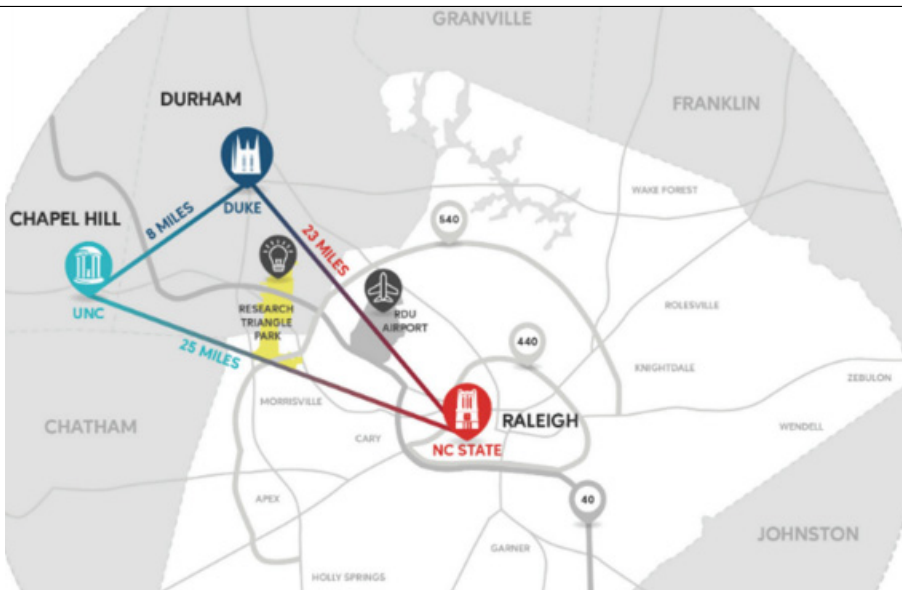 GRANVILLE
DURHAM
FRANKLIN
WAKE FOREST
DUKE
8 MILES
CHAPEL HILL
540
23 MILES
UNC
RESEARCH
TRIANGLE
PARK
RDU
AIRPORT
ROLESVILLE
25 MILES
440
KNIGHTDALE
ZEBULON
MORRISVILLE
CHATHAM
CARY
RALEIGH
WENDELL
NC STATE
APEX
40
JOHNSTON
GARNER
HOLLY SPRINGS